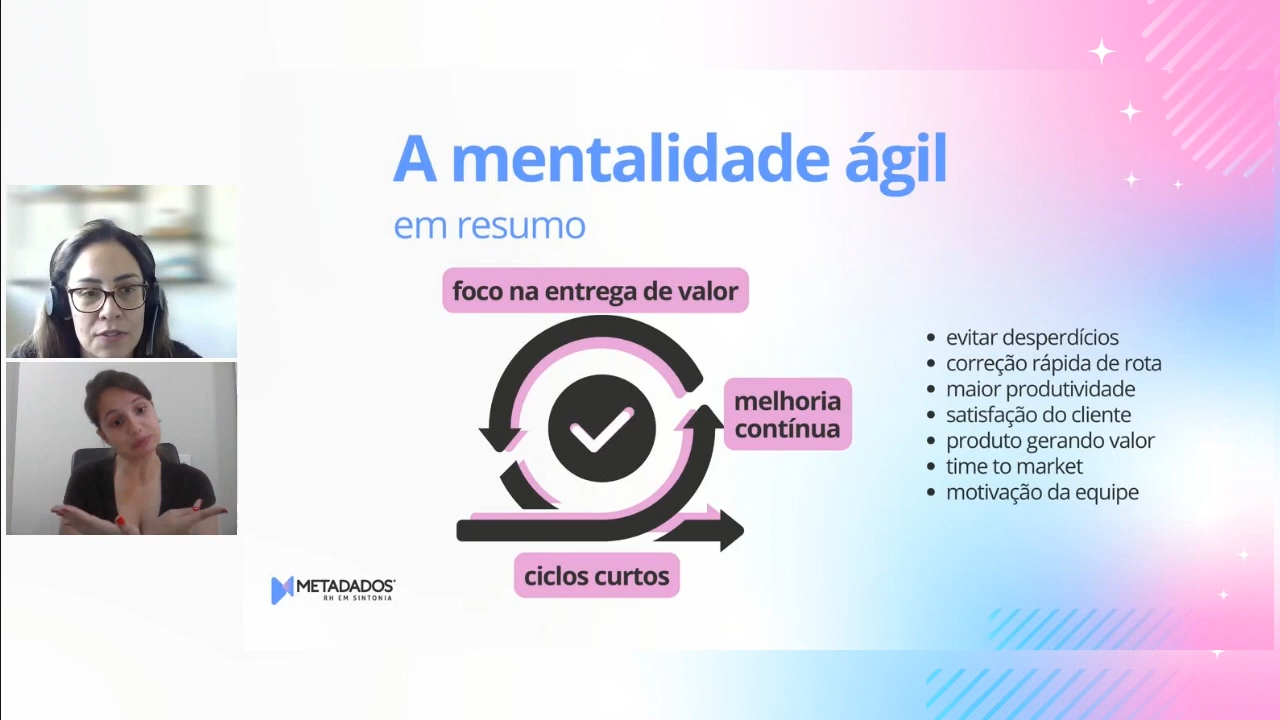 A mentalidade ágil
em resumo
foco na entrega de valor
melhoria
contínua
ciclos curtos
evitar desperdícios
correção rápida de rota
maior produtividade
satisfação do cliente
produto gerando valor
time to market
motivação da equipe
METADADOS
RH EM SINTONIA